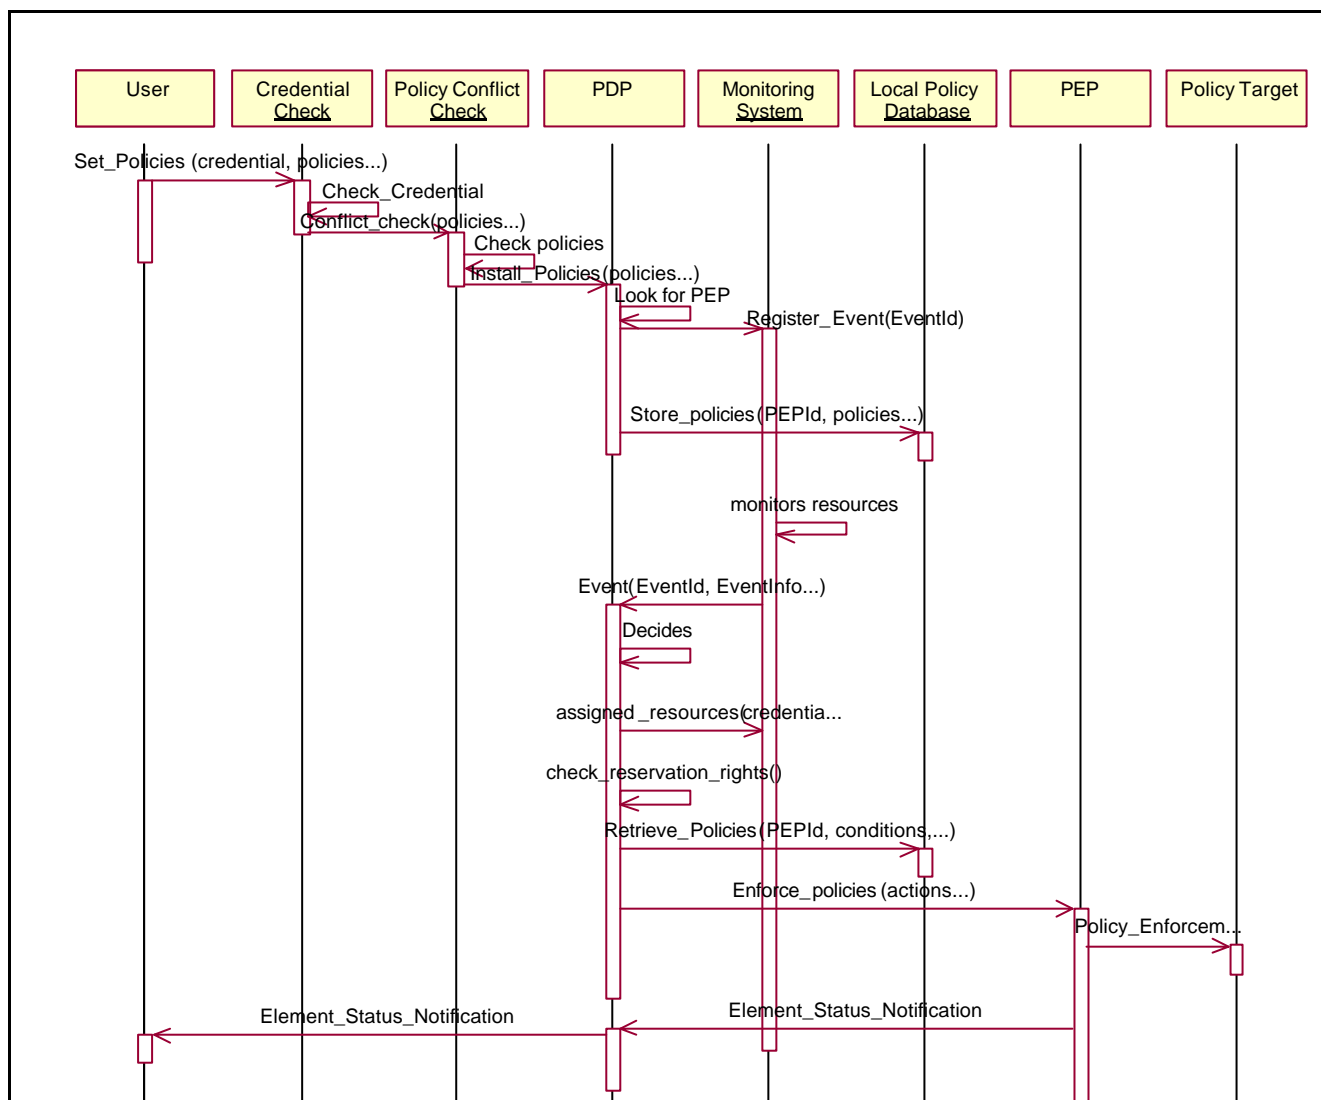 User
Credential
Check
Policy Conflict
Check
PDP
Monitoring
System
Local Policy
Database
PEP
Policy Target
Set_Policies (credential, policies...)
Check_Credential
Conflict_check(policies...)
Check policies
Install_Policies(policies...)
Look for PEP
Register_Event(EventId)
Store_policies(PEPId, policies...)
monitors resources
Event(EventId, EventInfo...)
Decides
assigned_resources(credentia...
check_reservation_rights()
Retrieve_Policies(PEPId, conditions,...)
Enforce_policies (actions...)
Policy_Enforcem...
Element_Status_Notification
Element_Status_Notification